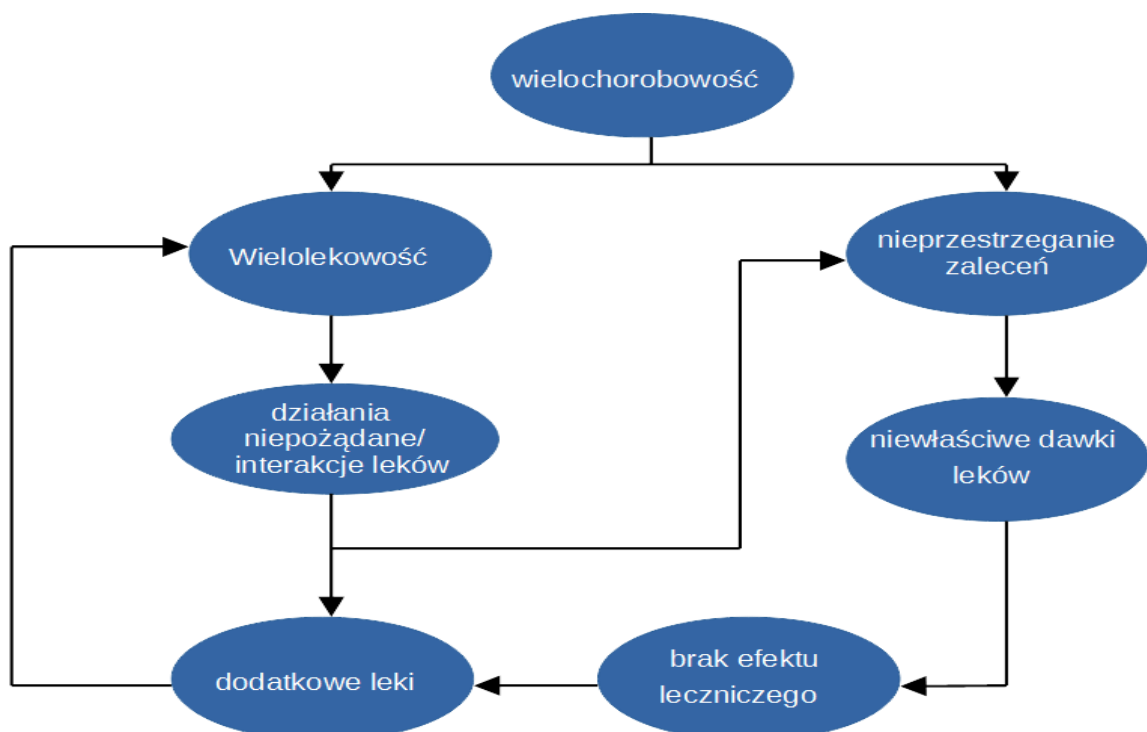 wielochorobowość
Wielolekowość
nieprzestrzeganie
zaleceń
działania
niepożądane/
interakcje leków
niewłaściwe dawki
leków
dodatkowe leki
brak efektu
leczniczego